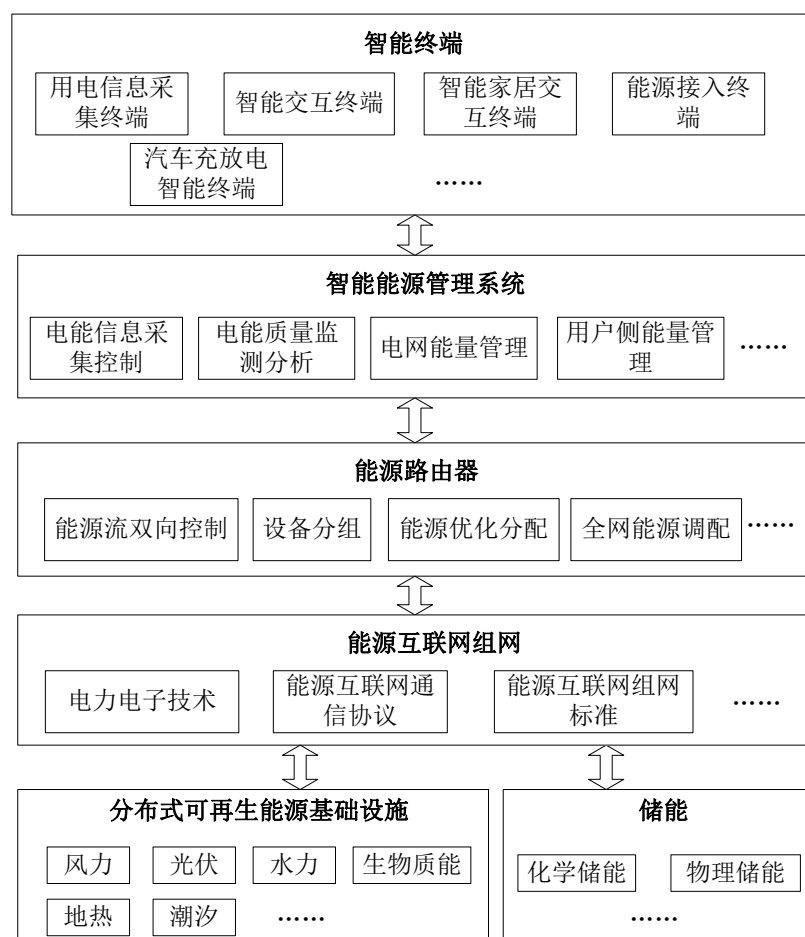 智能终端
用电信息采
集终端
智能交互终端
智能家居交
互终端
能源接入终
端
汽车充放电
智能终端
……
智能能源管理系统
电能信息采
集控制
电能质量监
测分析
电网能量管理
用户侧能量管
理
……
能源路由器
能源流双向控制
设备分组
能源优化分配
全网能源调配
……
能源互联网组网
电力电子技术
能源互联网通
信协议
能源互联网组网
标准
……
分布式可再生能源基础设施
风力
光伏
水力
生物质能
地热
潮汐
……
储能
化学储能
物理储能
……